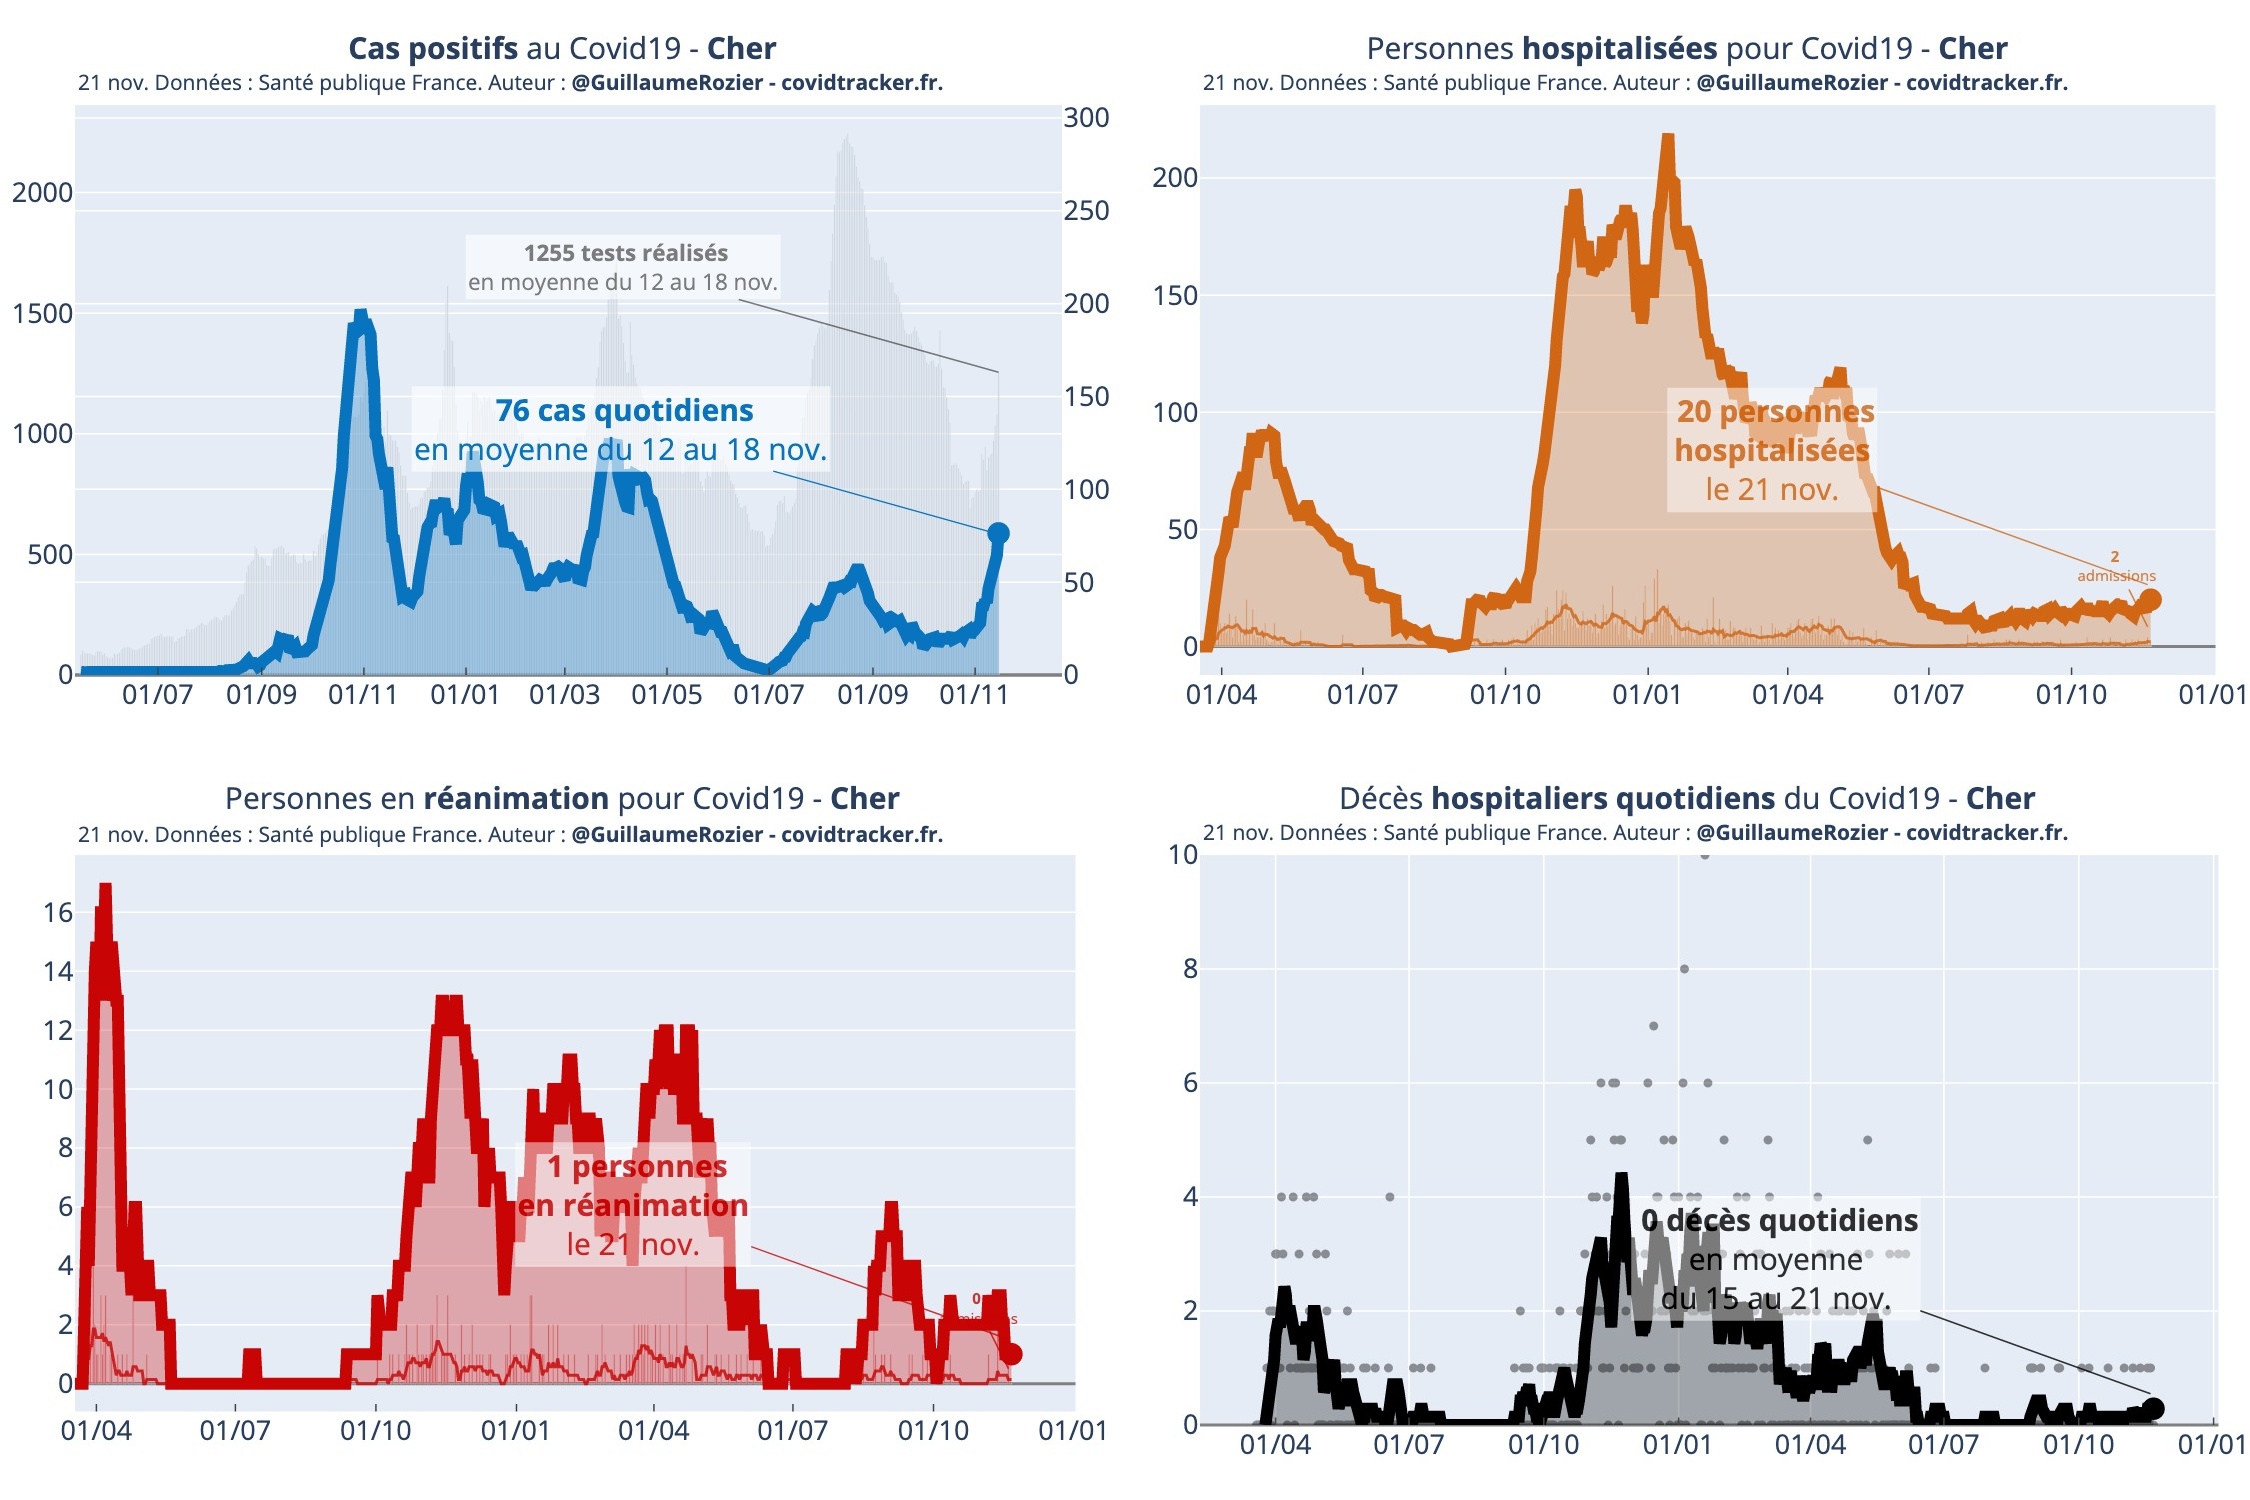 Cas positifs au Covid19 - Cher
21 nov. Données : Santé publique France. Auteur : @GuillaumeRozier - covidtracker.fr.
2000
1500
1000
500
0
300
250
200
150
100
50
0
1255 tests réalisés
en moyenne du 12 au 18 nov.
76 cas quotidiens
en moyenne du 12 au 18 nov.
01/07 01/09 01/11 01/01 01/03 01/05 01/07 01/09 01/11
Personnes hospitalisées pour Covid19 - Cher
21 nov. Données : Santé publique France. Auteur : @GuillaumeRozier - covidtracker.fr.
200
150
100
50
0
20 personnes
hospitalisées
le 21 nov.
2
admissions
01/04 01/07 01/10 01/01 01/04 01/07 01/10 01/01
Personnes en réanimation pour Covid19 - Cher
21 nov. Données : Santé publique France. Auteur : @GuillaumeRozier - covidtracker.fr.
16
14
12
10
8
6
4
2
0
1 personnes
en réanimation
le 21 nov.
0
01/04 01/07 01/10 01/01 01/04 01/07 01/10 01/01
Décès hospitaliers quotidiens du Covid19 - Cher
21 nov. Données : Santé publique France. Auteur : @GuillaumeRozier - covidtracker.fr.
10
8
6
4
2
0
0 décès quotidiens
en moyenne
du 15 au 21 nov.
01/04 01/07 01/10 01/01 01/04 01/07 01/10 01/01